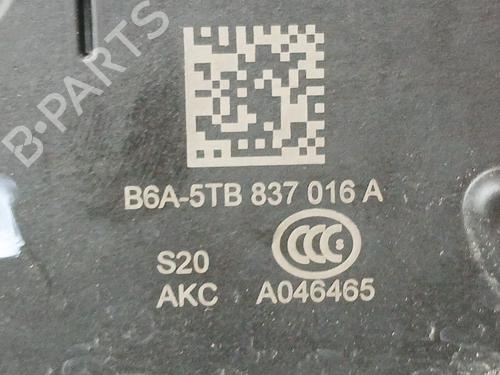 B-PARTS
B6A-5TB 837 016 A
CCC
S20
AKC A046465